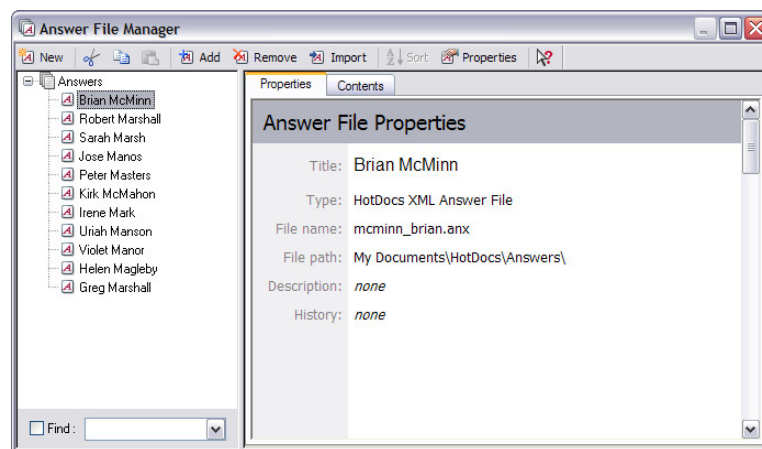 Answer File Manager
New Add Remove Import Sort Properties
Answers
Brian McMinn
Robert Marshall
Sarah Marsh
Jose Manos
Peter Masters
Kirk McMahon
Irene Mark
Uriah Manson
Violet Manor
Helen Magleby
Greg Marshall
Find:
Properties Contents
Answer File Properties
Title: Brian McMinn
Type: HotDocs XML Answer File
File name: mcminn_brian.anx
File path: My Documents\HotDocs\Answers\
Description: none
History: none